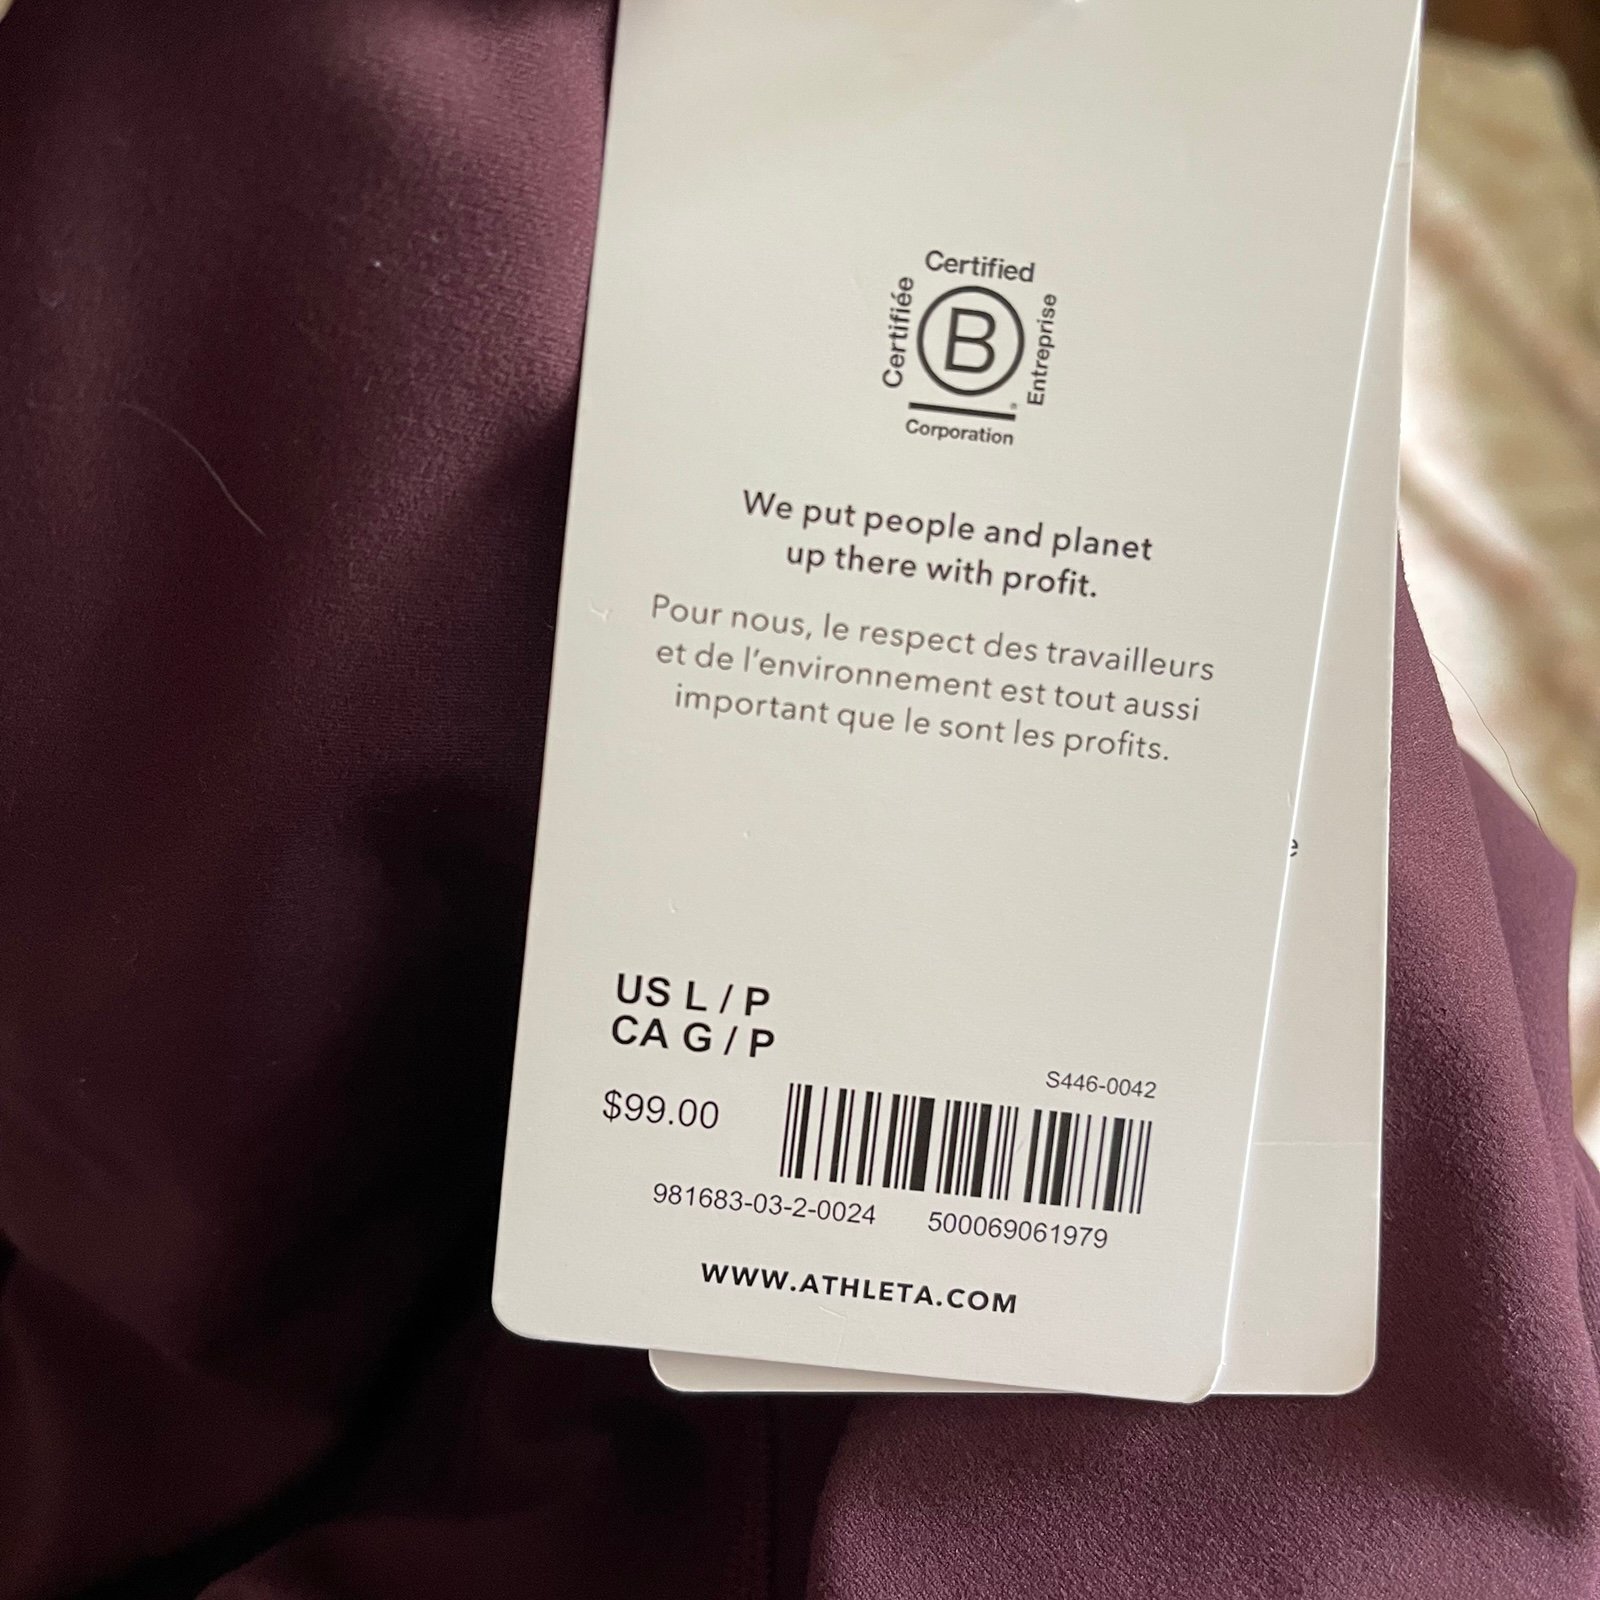 Certified
Certifiée
B
Entreprise
Corporation
We put people and planet
up there with profit.
Pour nous, le respect des travailleurs
et de l'environnement est tout aussi
important que le sont les profits.
US L / P
CA G / P
S446-0042
$99.00
981683-03-2-0024 500069061979
WWW.ATHLETA.COM